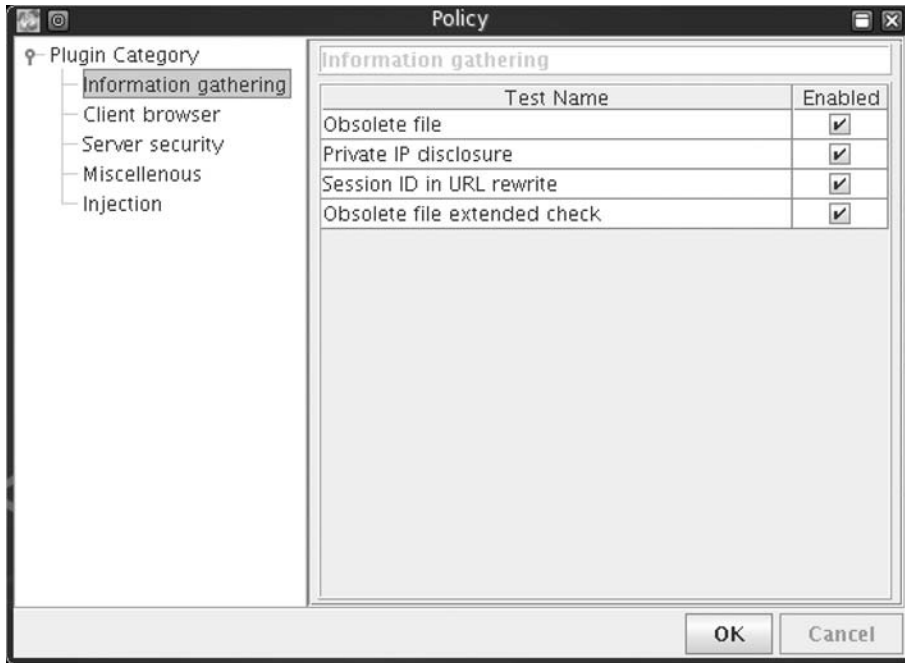 Policy
Plugin Category
Information gathering
Client browser
Server security
Miscellenous
Injection
Information gathering
Test Name Enabled
Obsolete file
Private IP disclosure
Session ID in URL rewrite
Obsolete file extended check
OK Cancel